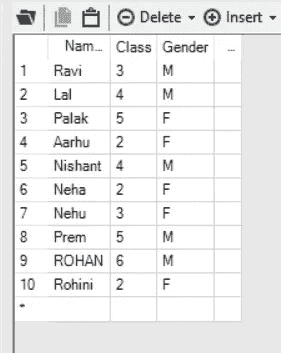 Delete Insert
Nam... Class Gender ...
1 Ravi 3 M
2 Lal 4 M
3 Palak 5 F
4 Aarhu 2 F
5 Nishant 4 M
6 Neha 2 F
7 Nehu 3 F
8 Prem 5 M
9 ROHAN 6 M
10 Rohini 2 F
*